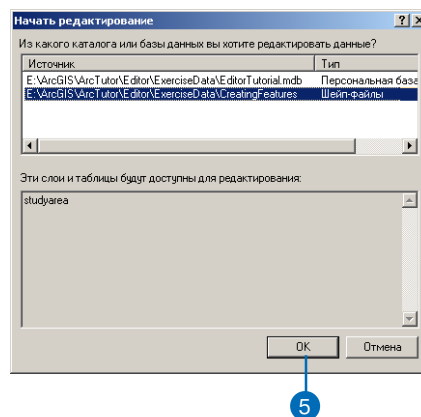 Начать редактирование
Из какого каталога или базы данных вы хотите редактировать данные?
Источник Тип
E:\ArcGIS\ArcTutor\Editor\ExerciseData\EditorTutorial.mdb Персональная база
E:\ArcGIS\ArcTutor\Editor\ExerciseData\CreatingFeatures Шейп-файлы
Эти слои и таблицы будут доступны для редактирования:
studyarea
OK Отмена
5